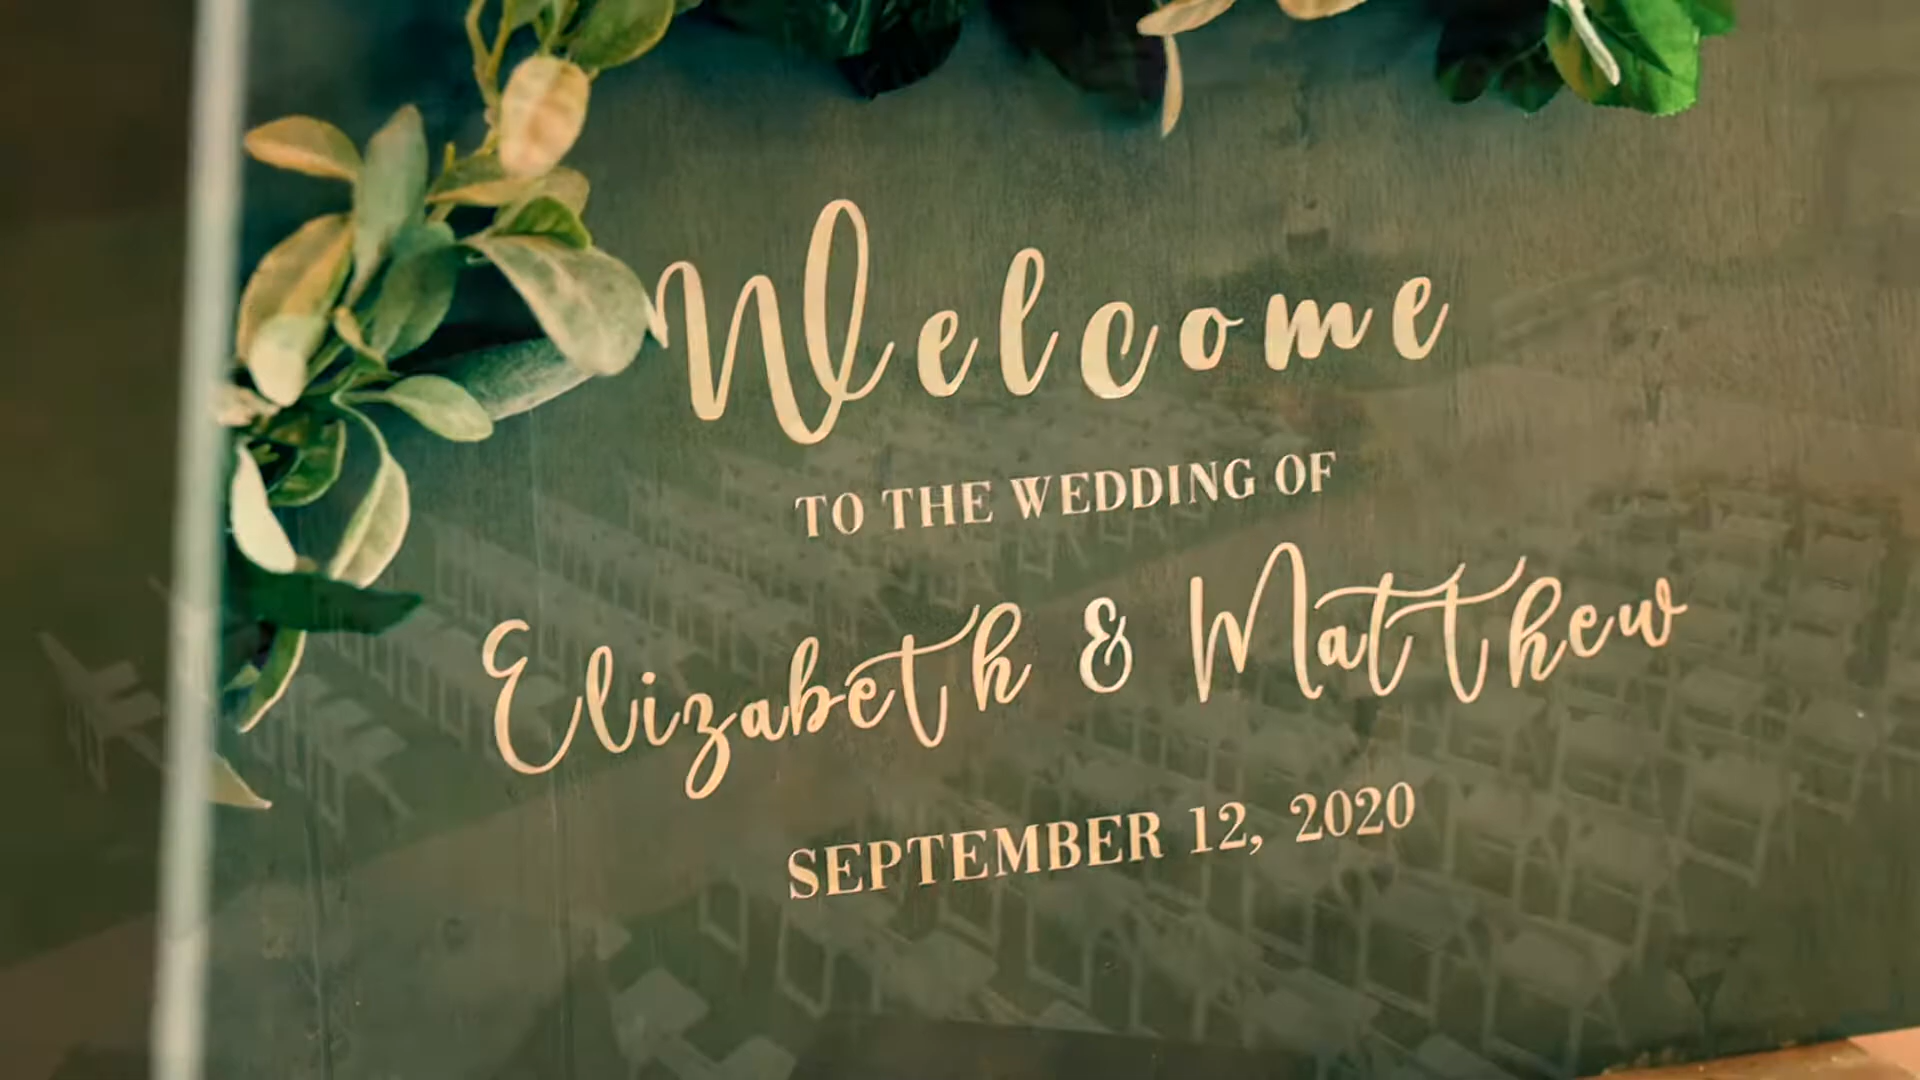 Welcome
TO THE WEDDING OF
Elizabeth & Matthew
SEPTEMBER 12, 2020